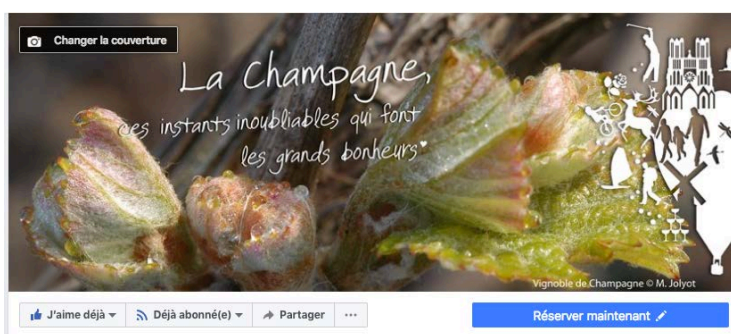 Changer la couverture
La Champagne,
ces instants inoubliables qui font
les grands bonheurs
Vignoble de Champagne © M. Jolyot
J'aime déjà
Déjà abonné(e)
Partager
...
Réserver maintenant